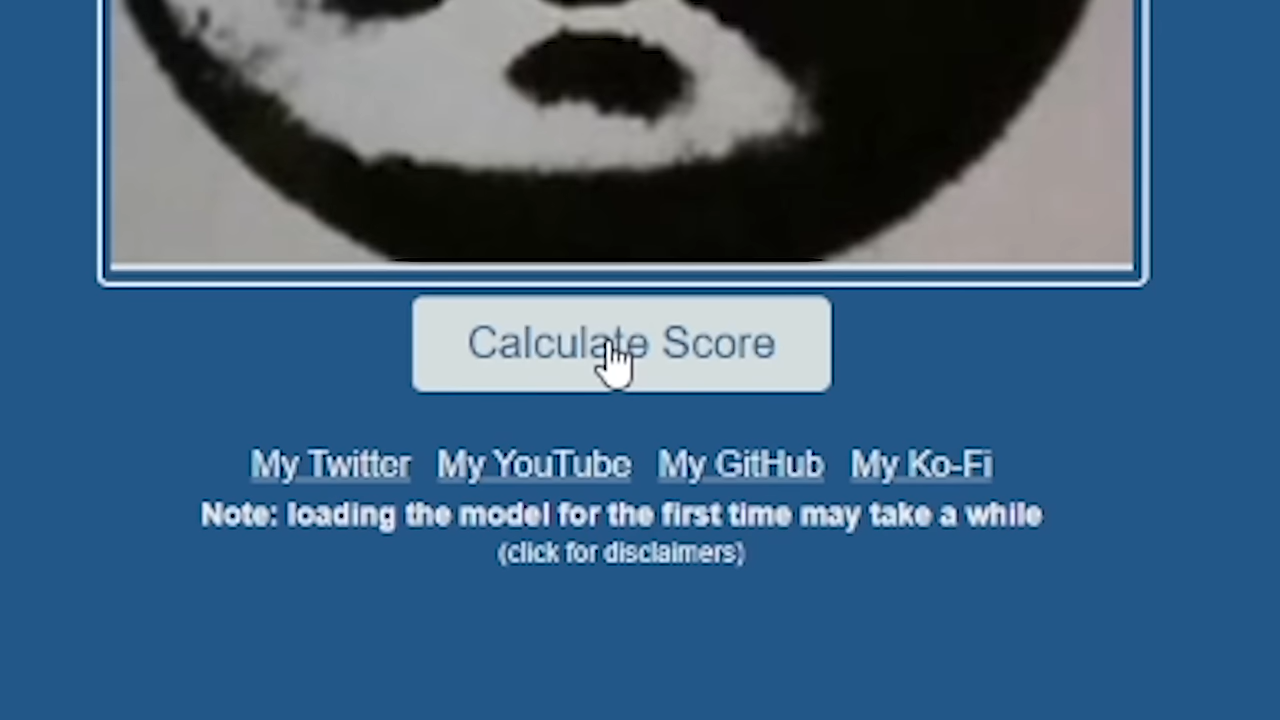 Calculate Score
My Twitter My YouTube My GitHub My Ko-Fi
Note: loading the model for the first time may take a while
(click for disclaimers)